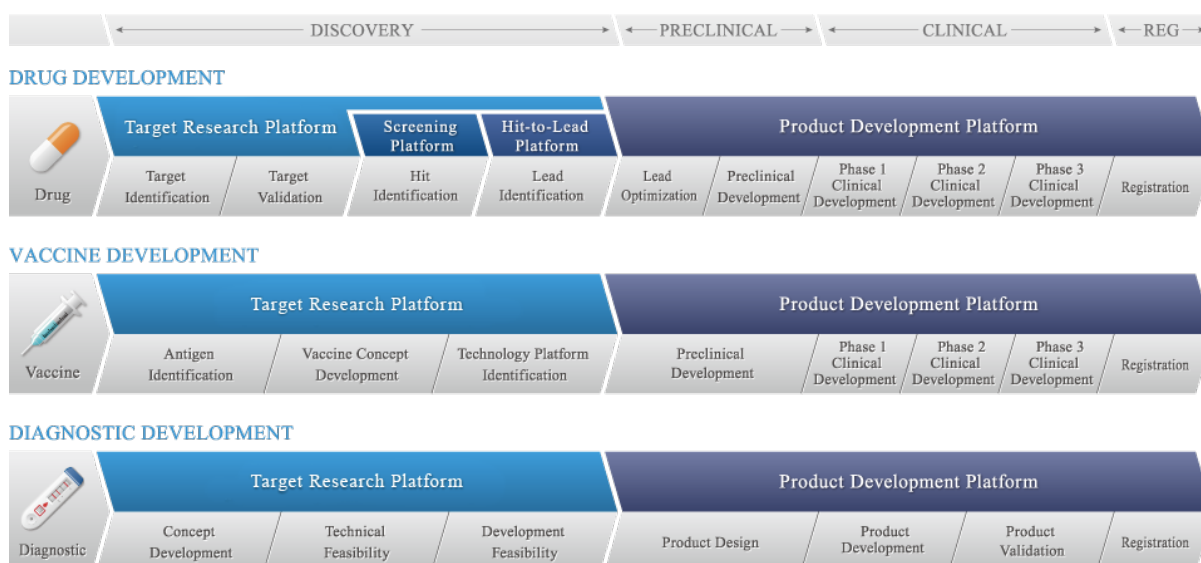 DISCOVERY
PRECLINICAL
CLINICAL
REG
DRUG DEVELOPMENT
Drug
Target Research Platform
Screening
Platform
Hit-to-Lead
Platform
Product Development Platform
Target
Identification
Target
Validation
Hit
Identification
Lead
Identification
Lead
Optimization
Preclinical
Development
Phase 1
Clinical
Development
Phase 2
Clinical
Development
Phase 3
Clinical
Development
Registration
VACCINE DEVELOPMENT
Vaccine
Target Research Platform
Product Development Platform
Antigen
Identification
Vaccine Concept
Development
Technology Platform
Identification
Preclinical
Development
Phase 1
Clinical
Development
Phase 2
Clinical
Development
Phase 3
Clinical
Development
Registration
DIAGNOSTIC DEVELOPMENT
Diagnostic
Target Research Platform
Product Development Platform
Concept
Development
Technical
Feasibility
Development
Feasibility
Product Design
Product
Development
Product
Validation
Registration